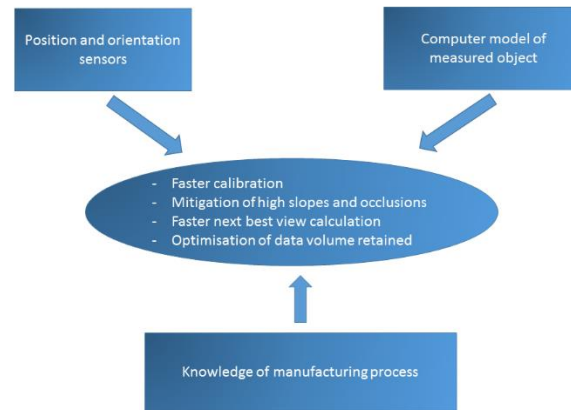 Position and orientation
sensors
Computer model of
measured object
- Faster calibration
- Mitigation of high slopes and occlusions
- Faster next best view calculation
- Optimisation of data volume retained
Knowledge of manufacturing process